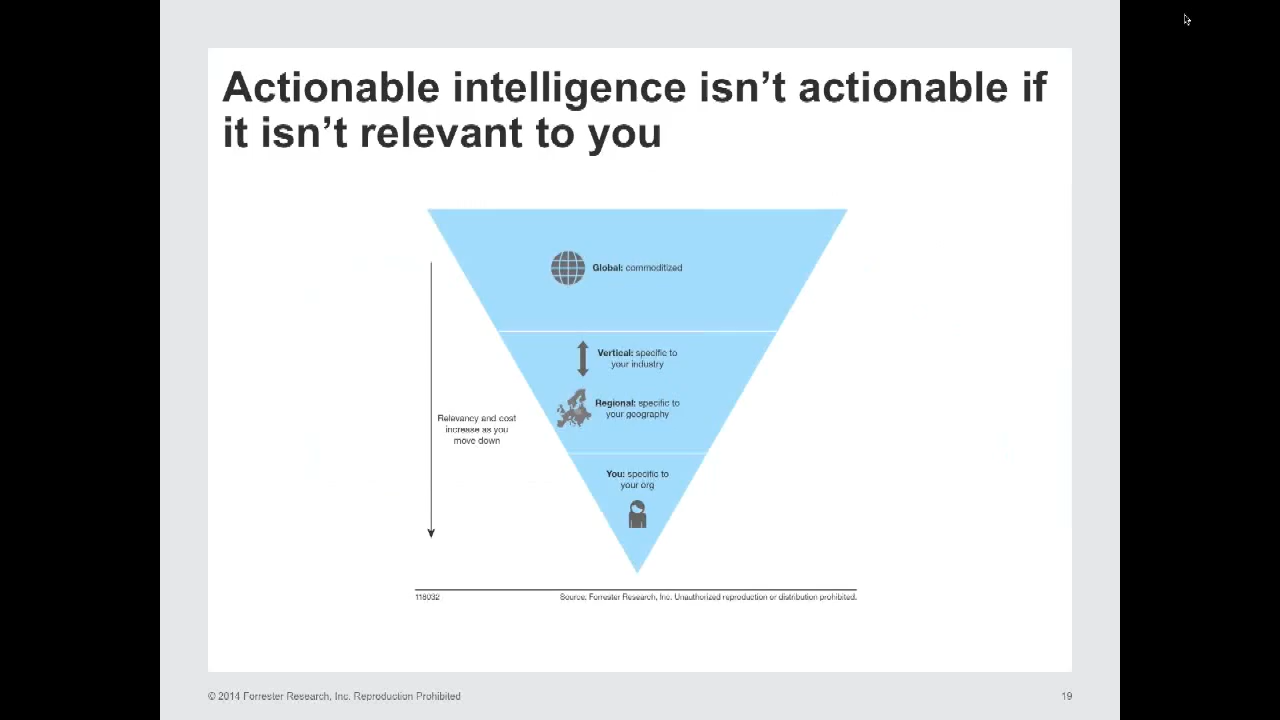 Actionable intelligence isn’t actionable if
it isn’t relevant to you
Global: commoditized
Vertical: specific to
your industry
Regional: specific to
your geography
Relevancy and cost
increase as you
move down
You: specific to
your org
118032
Source: Forrester Research, Inc. Unauthorized reproduction or distribution prohibited.
© 2014 Forrester Research, Inc. Reproduction Prohibited
19